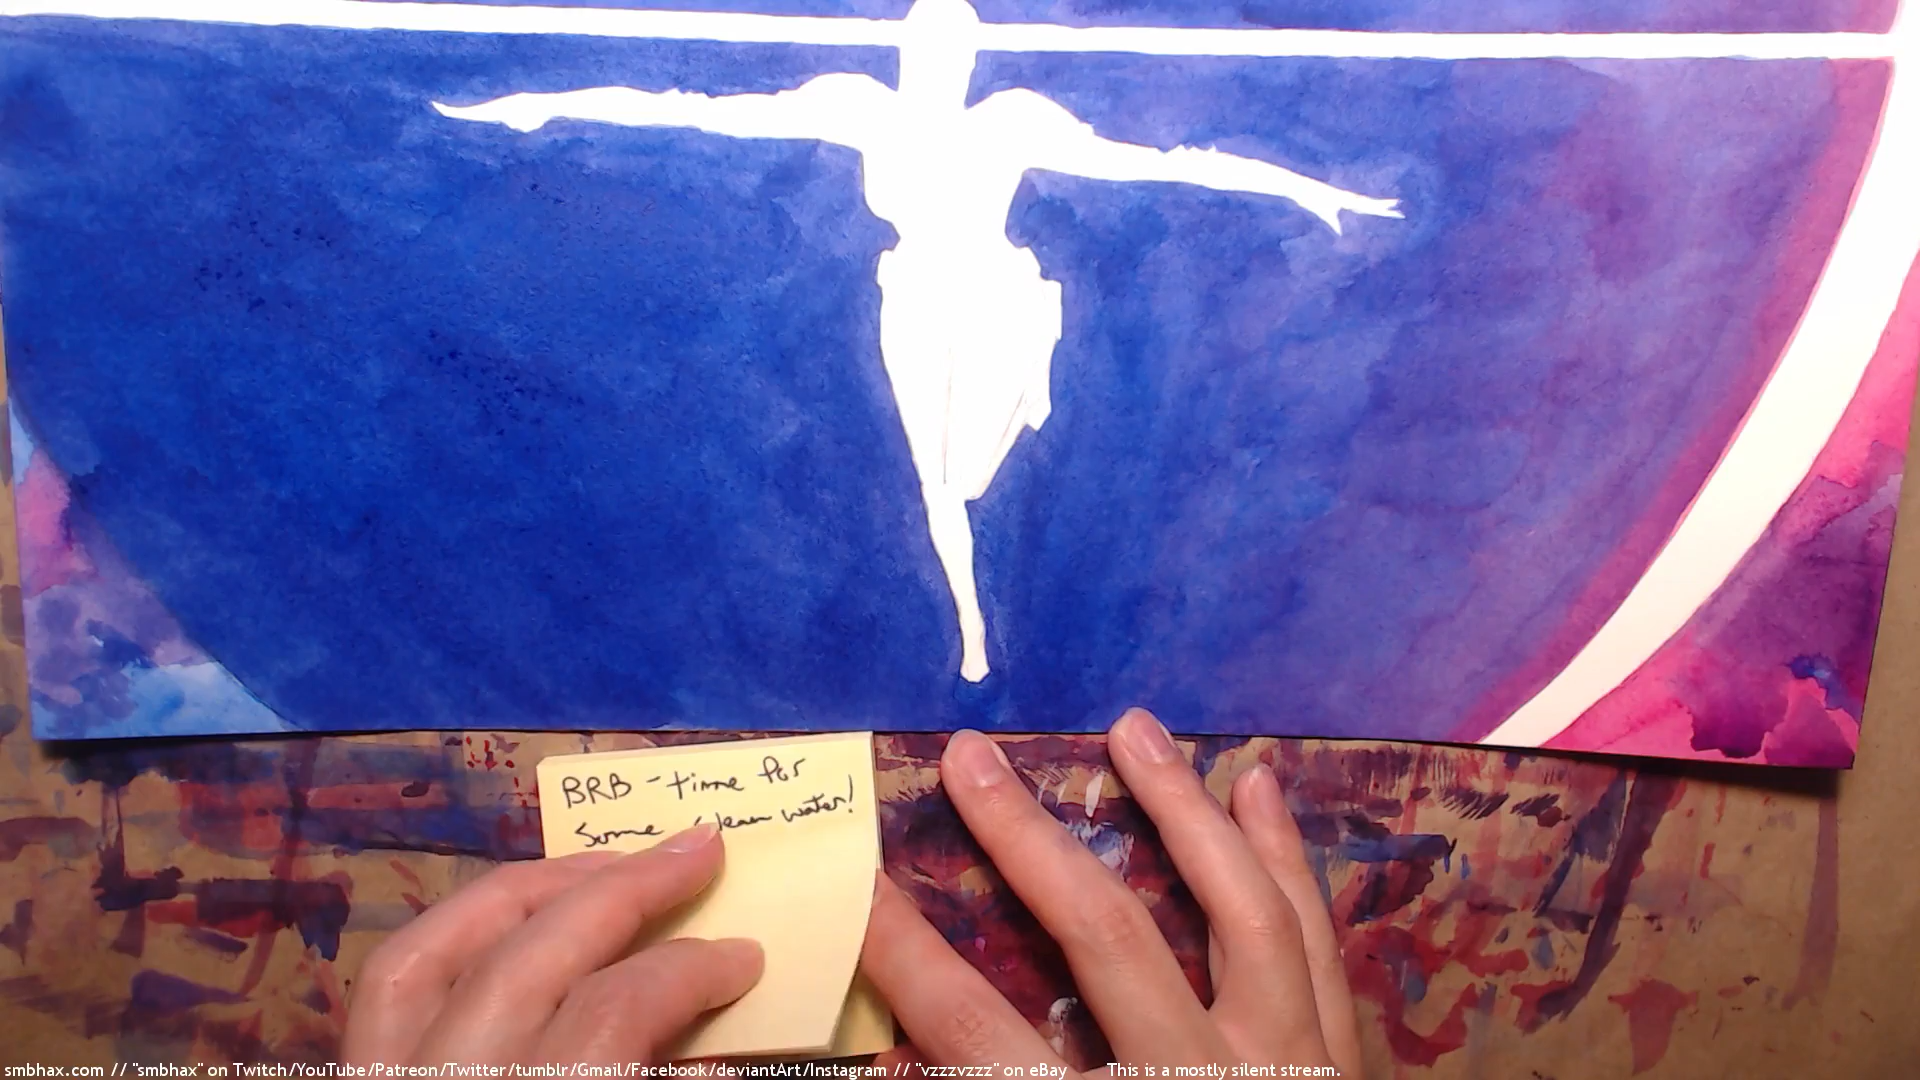 BRB - time for
some clean water!
smbhax.com // "smbhax" on Twitch/YouTube/Patreon/Twitter/tumblr/Gmail/Facebook/deviantArt/Instagram // "vzzzvzzz" on eBay This is a mostly silent stream.